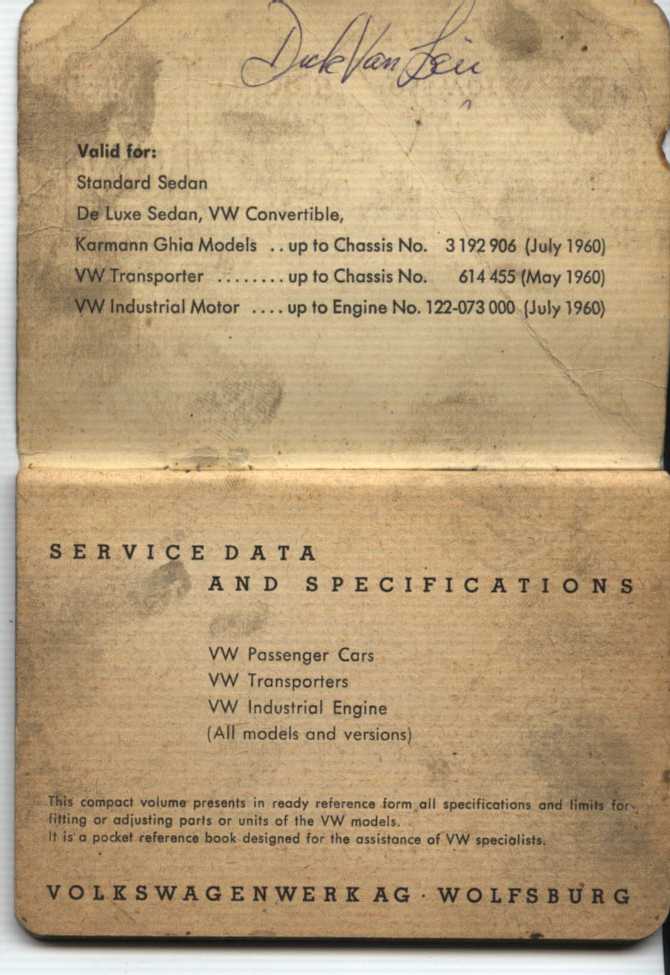 Dick Van
Valid for:
Standard Sedan
De Luxe Sedan, VW Convertible,
Karmann Ghia Models .. up to Chassis No. 3 192 906 (July 1960)
VW Transporter ........ up to Chassis No. 614 455 (May 1960)
VW Industrial Motor .... up to Engine No. 122-073 000 (July 1960)
SERVICE DATA
AND SPECIFICATIONS
VW Passenger Cars
VW Transporters
VW Industrial Engine
(All models and versions)
This compact volume presents in ready reference form all specifications and limits for
fitting or adjusting parts or units of the VW models.
It is a pocket reference book designed for the assistance of VW specialists.
VOLKSWAGENWERK AG · WOLFSBURG